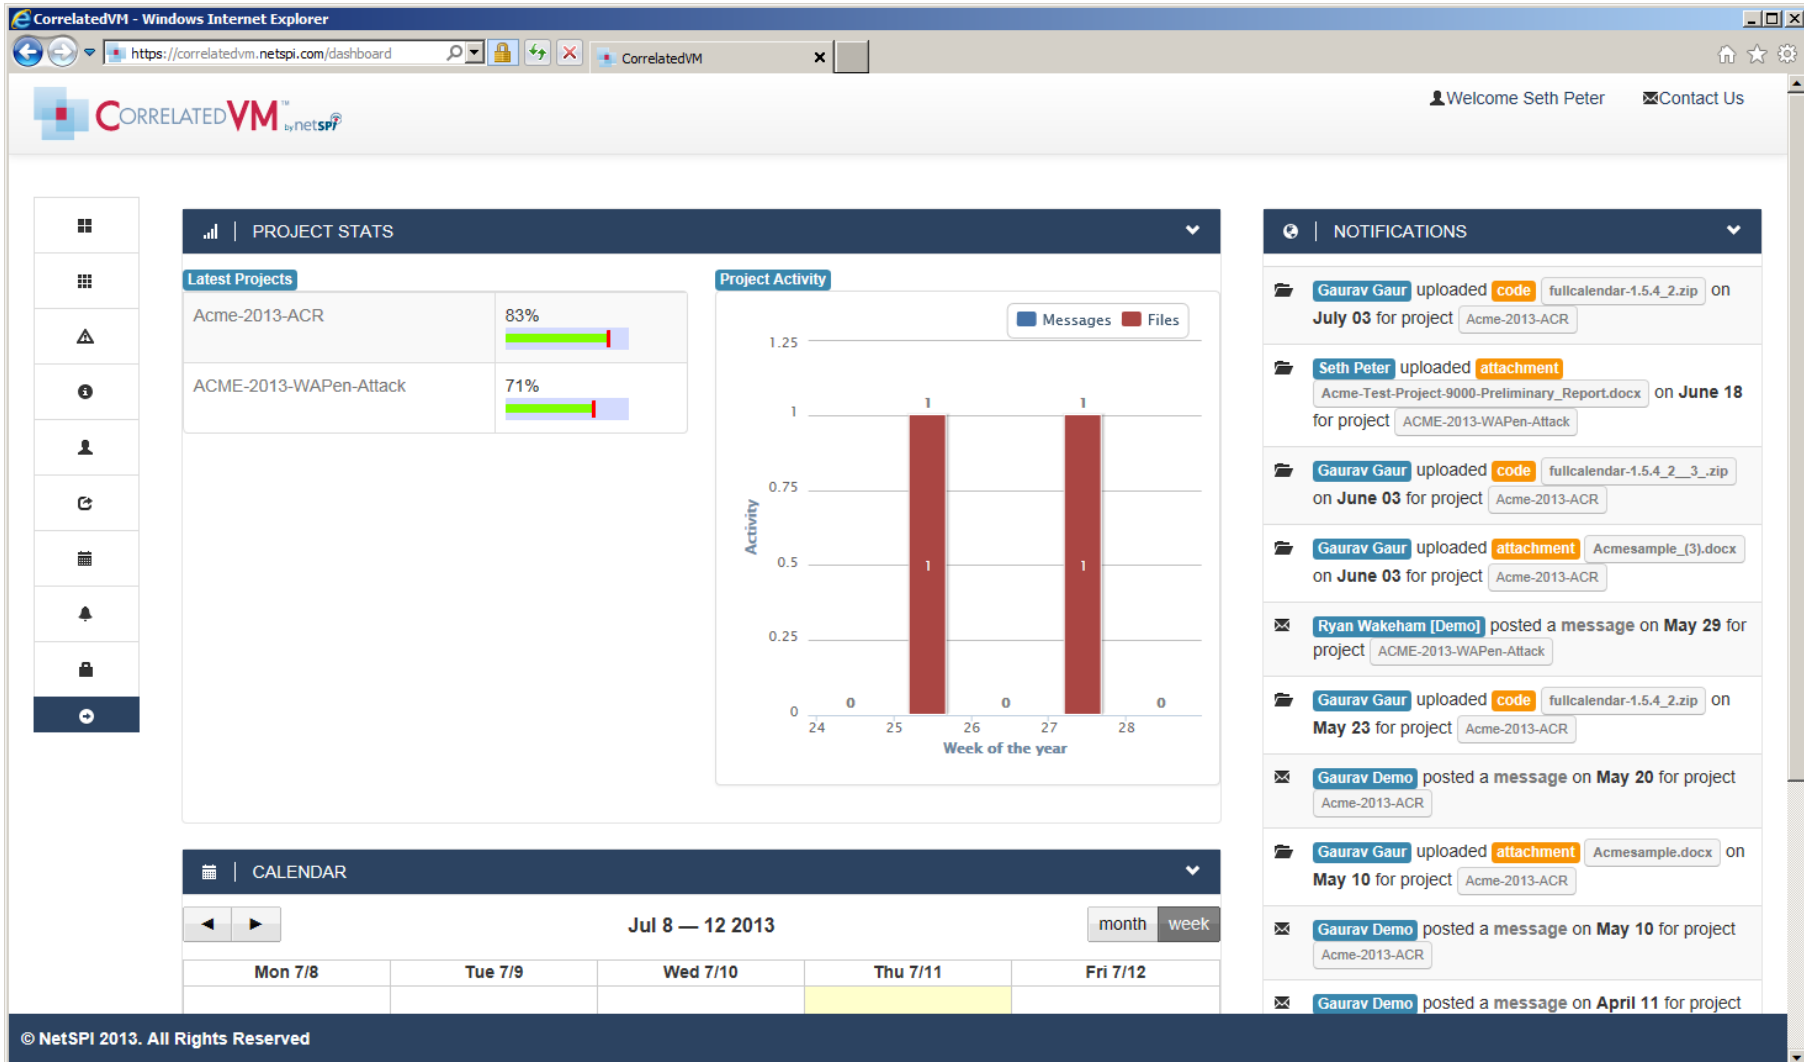 CorrelatedVM - Windows Internet Explorer
https://correlatedvm.netspi.com/dashboard
CorrelatedVM
CORRELATEDVM™ by netSPI
Welcome Seth Peter Contact Us
PROJECT STATS
Latest Projects
Acme-2013-ACR 83%
ACME-2013-WAPen-Attack 71%
Project Activity
Messages Files
1.25
1
0.75
0.5
0.25
0
Activity
1 1
1 1
0 0 0
24 25 26 27 28
Week of the year
CALENDAR
Jul 8 — 12 2013
month week
Mon 7/8 Tue 7/9 Wed 7/10 Thu 7/11 Fri 7/12
NOTIFICATIONS
Gaurav Gaur uploaded code fullcalendar-1.5.4_2.zip on
July 03 for project Acme-2013-ACR
Seth Peter uploaded attachment
Acme-Test-Project-9000-Preliminary_Report.docx on June 18
for project ACME-2013-WAPen-Attack
Gaurav Gaur uploaded code fullcalendar-1.5.4_2__3_.zip
on June 03 for project Acme-2013-ACR
Gaurav Gaur uploaded attachment Acmesample_(3).docx
on June 03 for project Acme-2013-ACR
Ryan Wakeham [Demo] posted a message on May 29 for
project ACME-2013-WAPen-Attack
Gaurav Gaur uploaded code fullcalendar-1.5.4_2.zip on
May 23 for project Acme-2013-ACR
Gaurav Demo posted a message on May 20 for project
Acme-2013-ACR
Gaurav Gaur uploaded attachment Acmesample.docx on
May 10 for project Acme-2013-ACR
Gaurav Demo posted a message on May 10 for project
Acme-2013-ACR
Gaurav Demo posted a message on April 11 for project
© NetSPI 2013. All Rights Reserved